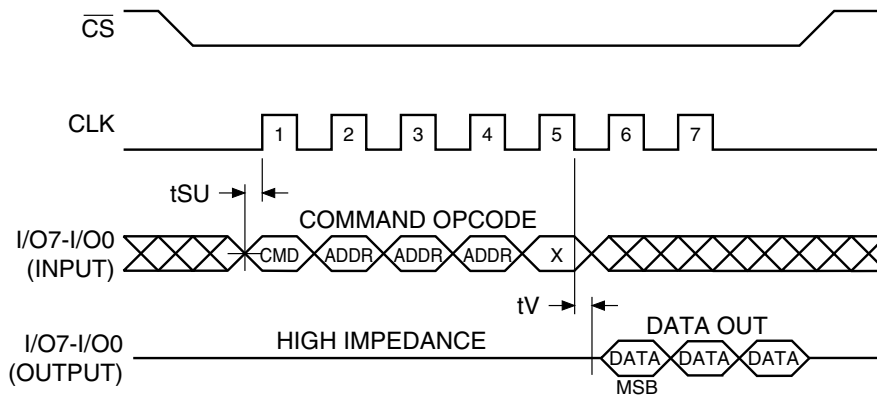 CS
CLK
1 2 3 4 5 6 7
tSU
COMMAND OPCODE
I/O7-I/O0
(INPUT)
CMD ADDR ADDR ADDR X
tV
HIGH IMPEDANCE
DATA OUT
I/O7-I/O0
(OUTPUT)
DATA DATA DATA
MSB